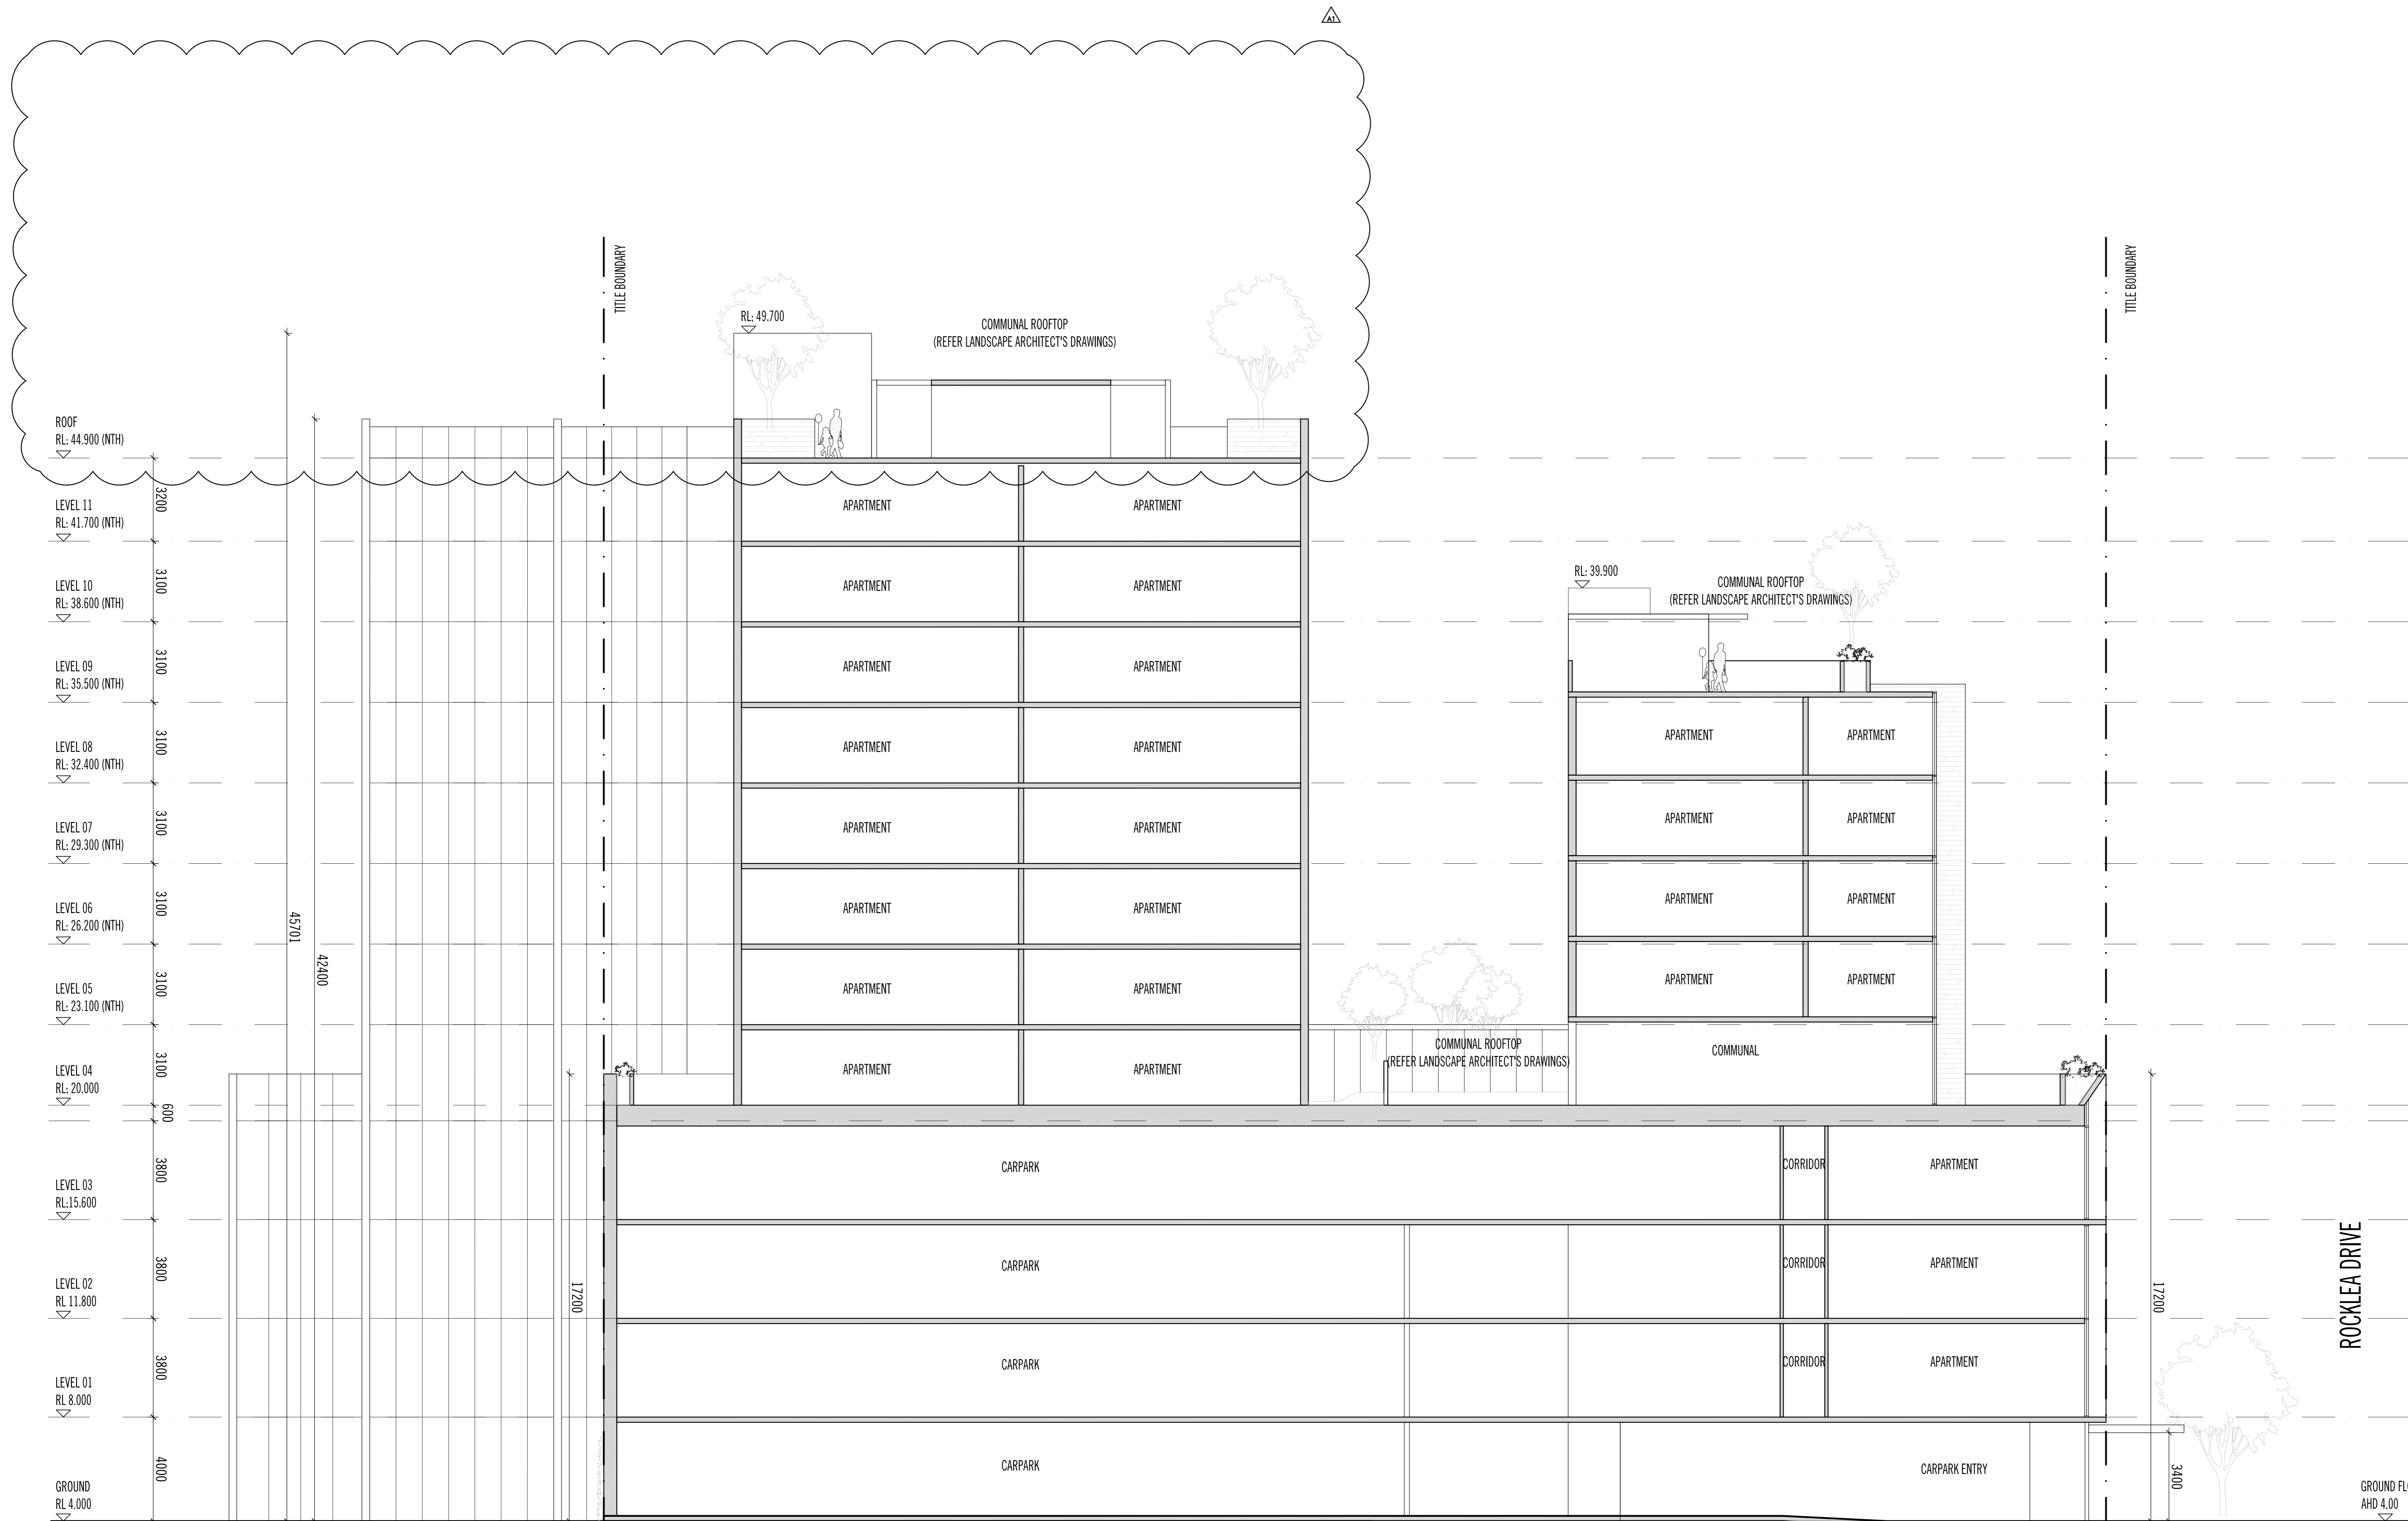 A1
TITLE BOUNDARY
TITLE BOUNDARY
RL: 49.700
COMMUNAL ROOFTOP
(REFER LANDSCAPE ARCHITECT'S DRAWINGS)
ROOF
RL: 44.900 (NTH)
3200
LEVEL 11
RL: 41.700 (NTH)
APARTMENT
APARTMENT
3100
LEVEL 10
RL: 38.600 (NTH)
APARTMENT
APARTMENT
RL: 39.900
COMMUNAL ROOFTOP
(REFER LANDSCAPE ARCHITECT'S DRAWINGS)
3100
LEVEL 09
RL: 35.500 (NTH)
APARTMENT
APARTMENT
3100
LEVEL 08
RL: 32.400 (NTH)
APARTMENT
APARTMENT
APARTMENT
APARTMENT
3100
LEVEL 07
RL: 29.300 (NTH)
APARTMENT
APARTMENT
APARTMENT
APARTMENT
3100
LEVEL 06
RL: 26.200 (NTH)
45701
42400
APARTMENT
APARTMENT
APARTMENT
APARTMENT
3100
LEVEL 05
RL: 23.100 (NTH)
APARTMENT
APARTMENT
APARTMENT
APARTMENT
3100
LEVEL 04
RL: 20.000
APARTMENT
APARTMENT
COMMUNAL ROOFTOP
(REFER LANDSCAPE ARCHITECT'S DRAWINGS)
COMMUNAL
600
3800
LEVEL 03
RL:15.600
CARPARK
CORRIDOR
APARTMENT
3800
LEVEL 02
RL 11.800
17200
CARPARK
CORRIDOR
APARTMENT
17200
ROCKLEA DRIVE
3800
LEVEL 01
RL 8.000
CARPARK
CORRIDOR
APARTMENT
4000
GROUND
RL 4.000
CARPARK
CARPARK ENTRY
3400
GROUND FL
AHD 4.00